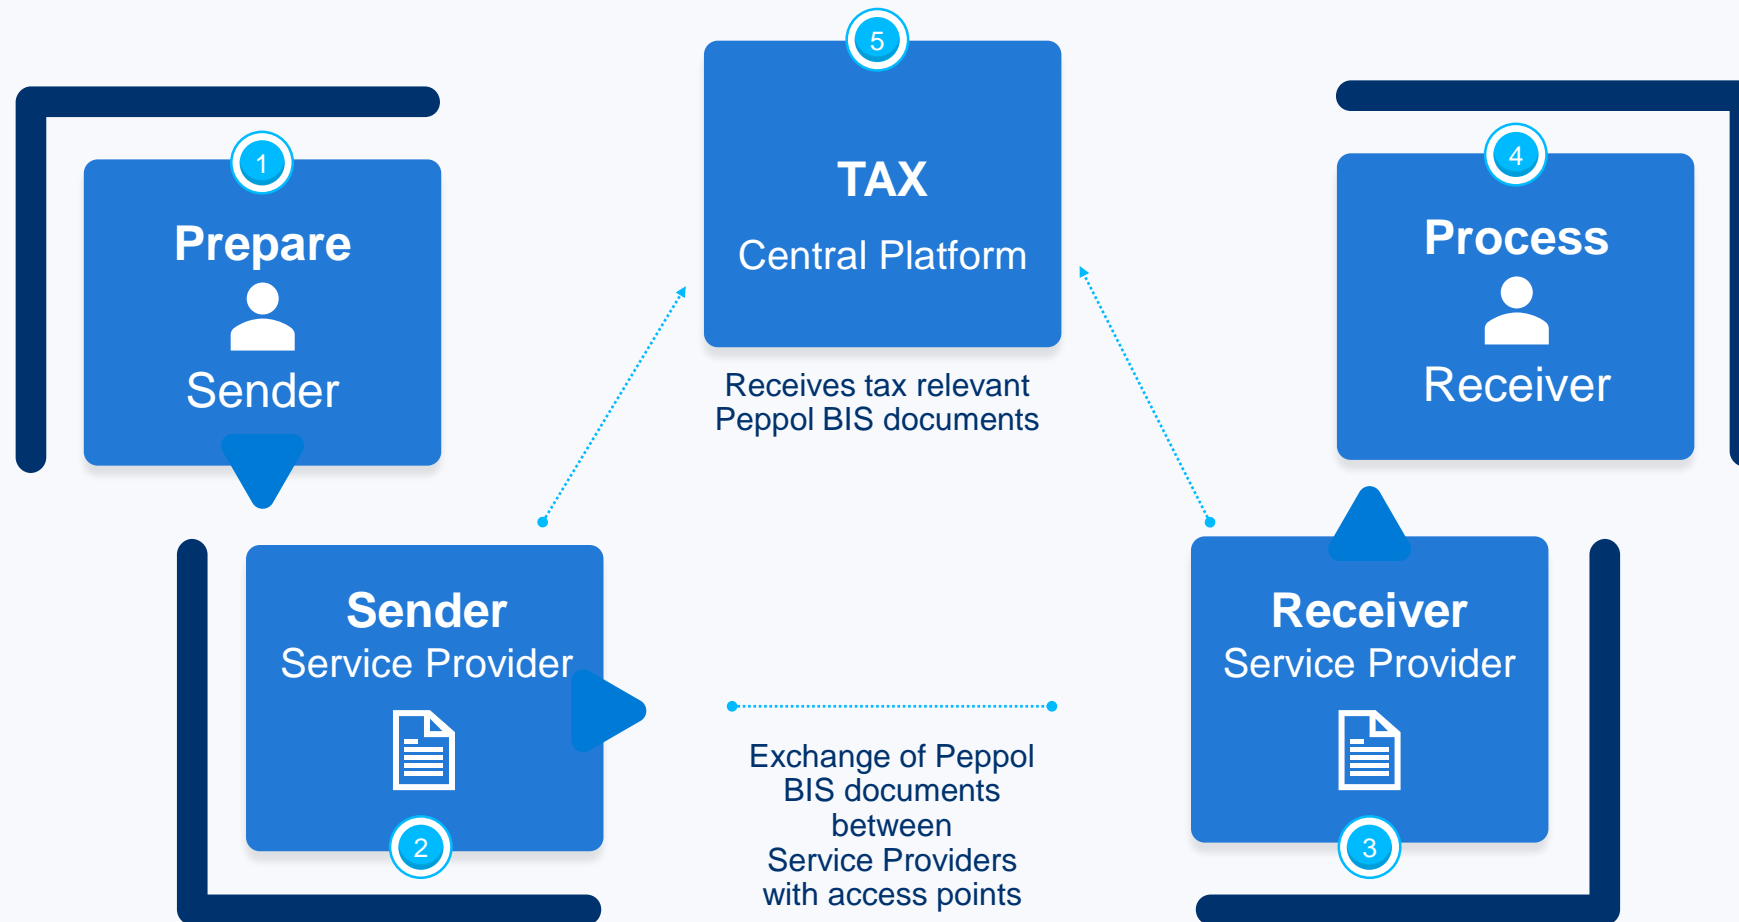 1
Prepare
Sender
2
Sender
Service Provider
5
TAX
Central Platform
Receives tax relevant
Peppol BIS documents
Exchange of Peppol
BIS documents
between
Service Providers
with access points
3
Receiver
Service Provider
4
Process
Receiver